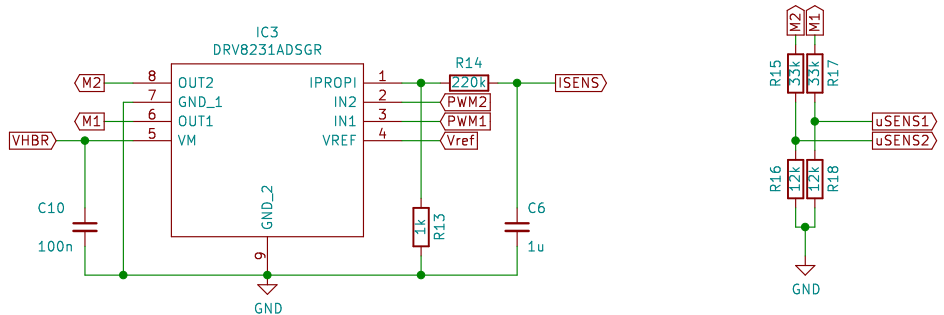 IC3
DRV8231ADSGR
M2
8
OUT2
IPROPI
1
R14
220k
ISENS
7
GND_1
IN2
2
PWM2
M1
6
OUT1
IN1
3
PWM1
VHBR
5
VM
VREF
4
Vref
GND_2
9
C10
100n
1k
R13
C6
1u
GND
M2
M1
R15
33k
33k
R17
uSENS1
uSENS2
R16
12k
12k
R18
GND